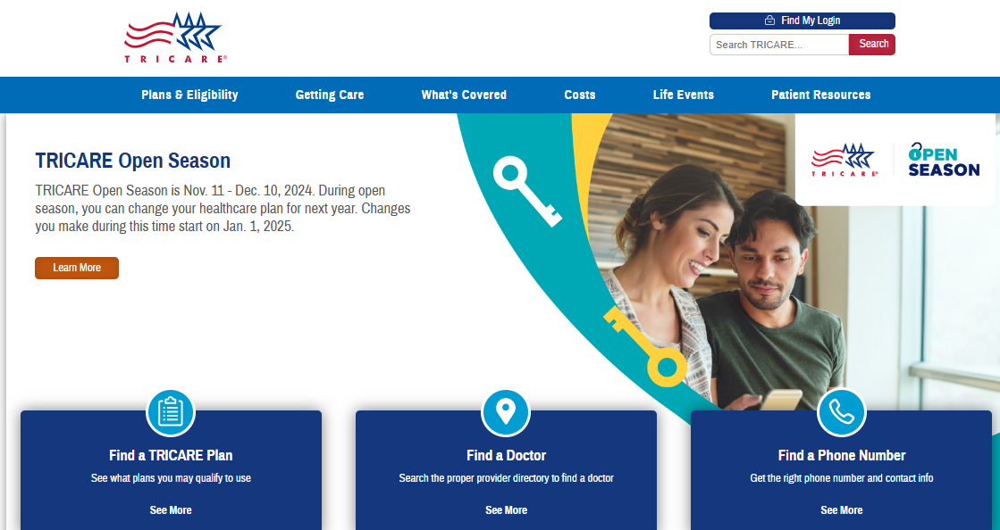 TRICARE®
Find My Login
Search TRICARE...
Search
Plans & Eligibility
Getting Care
What's Covered
Costs
Life Events
Patient Resources
TRICARE Open Season
TRICARE Open Season is Nov. 11 - Dec. 10, 2024. During open
season, you can change your healthcare plan for next year. Changes
you make during this time start on Jan. 1, 2025.
Learn More
TRICARE®
OPEN
SEASON
Find a TRICARE Plan
See what plans you may qualify to use
See More
Find a Doctor
Search the proper provider directory to find a doctor
See More
Find a Phone Number
Get the right phone number and contact info
See More